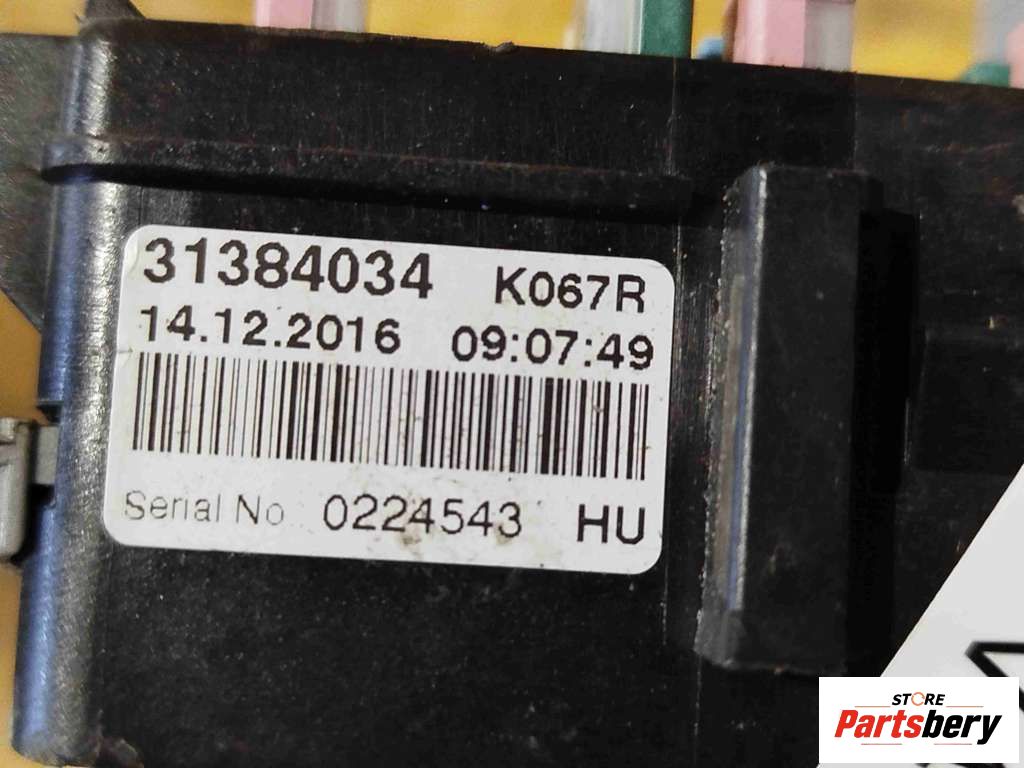 31384034 K067R
14.12.2016 09:07:49
Serial No 0224543 HU
STORE
Partsbery